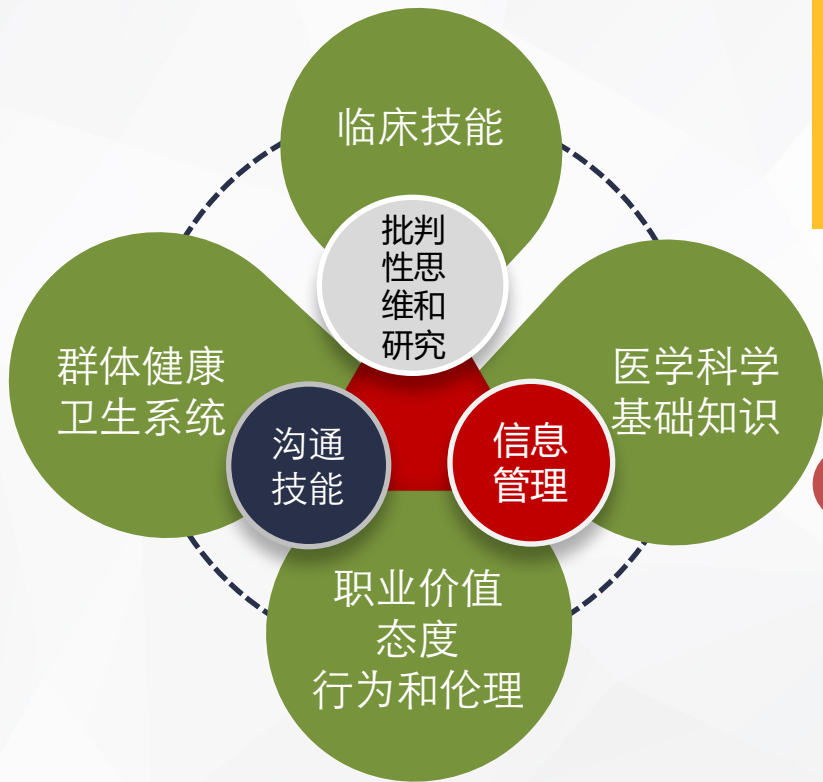 临床技能
批判
性思
维和
研究
群体健康
卫生系统
医学科学
基础知识
沟通
技能
信息
管理
职业价值
态度
行为和伦理